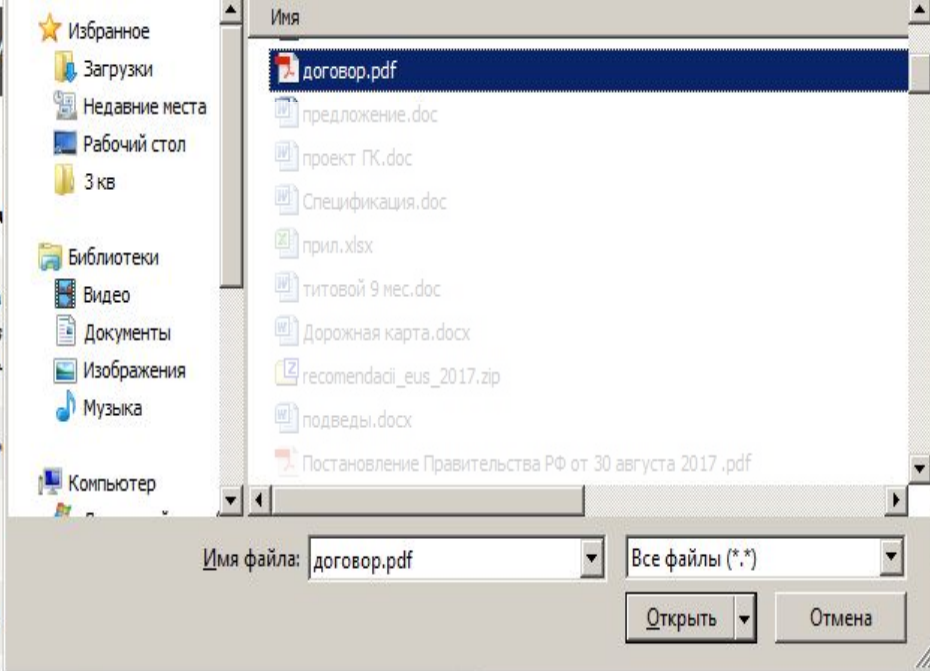 Избранное
Загрузки
Недавние места
Рабочий стол
3 кв
Библиотеки
Видео
Документы
Изображения
Музыка
Компьютер
Имя
договор.pdf
предложение.doc
проект ГК.doc
Спецификация.doc
прил.xlsx
титовой 9 мес.doc
Дорожная карта.docx
recomendacii_eus_2017.zip
подведы.docx
Постановление Правительства РФ от 30 августа 2017 .pdf
Имя файла: договор.pdf
Все файлы (*.*)
Открыть
Отмена